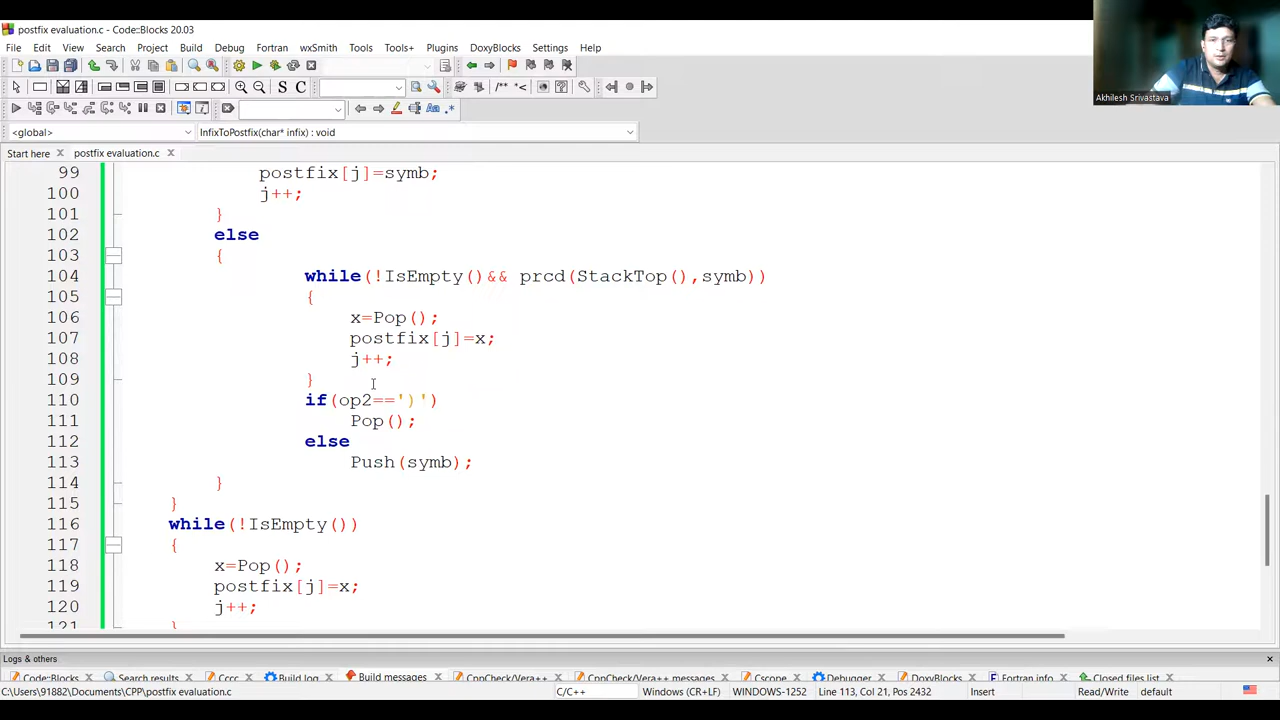 postfix evaluation.c - Code::Blocks 20.03
File Edit View Search Project Build Debug Fortran wxSmith Tools Tools+ Plugins DoxyBlocks Settings Help
S C /** *<
Aa .*
Akhilesh Srivastava
<global> InfixToPostfix(char* infix) : void
Start here postfix evaluation.c
99 postfix[j]=symb;
100 j++;
101 }
102 else
103 {
104 while(!IsEmpty()&& prcd(StackTop(),symb))
105 {
106 x=Pop();
107 postfix[j]=x;
108 j++;
109 }
110 if(op2==')')
111 Pop();
112 else
113 Push(symb);
114 }
115 }
116 while(!IsEmpty())
117 {
118 x=Pop();
119 postfix[j]=x;
120 j++;
121 }
Logs & others
Code::Blocks Search results Cccc Build log Build messages CppCheck/Vera++ CppCheck/Vera++ messages Cscope Debugger DoxyBlocks Fortran info Closed files list
C:\Users\91882\Documents\CPP\postfix evaluation.c C/C++ Windows (CR+LF) WINDOWS-1252 Line 113, Col 21, Pos 2432 Insert Read/Write default